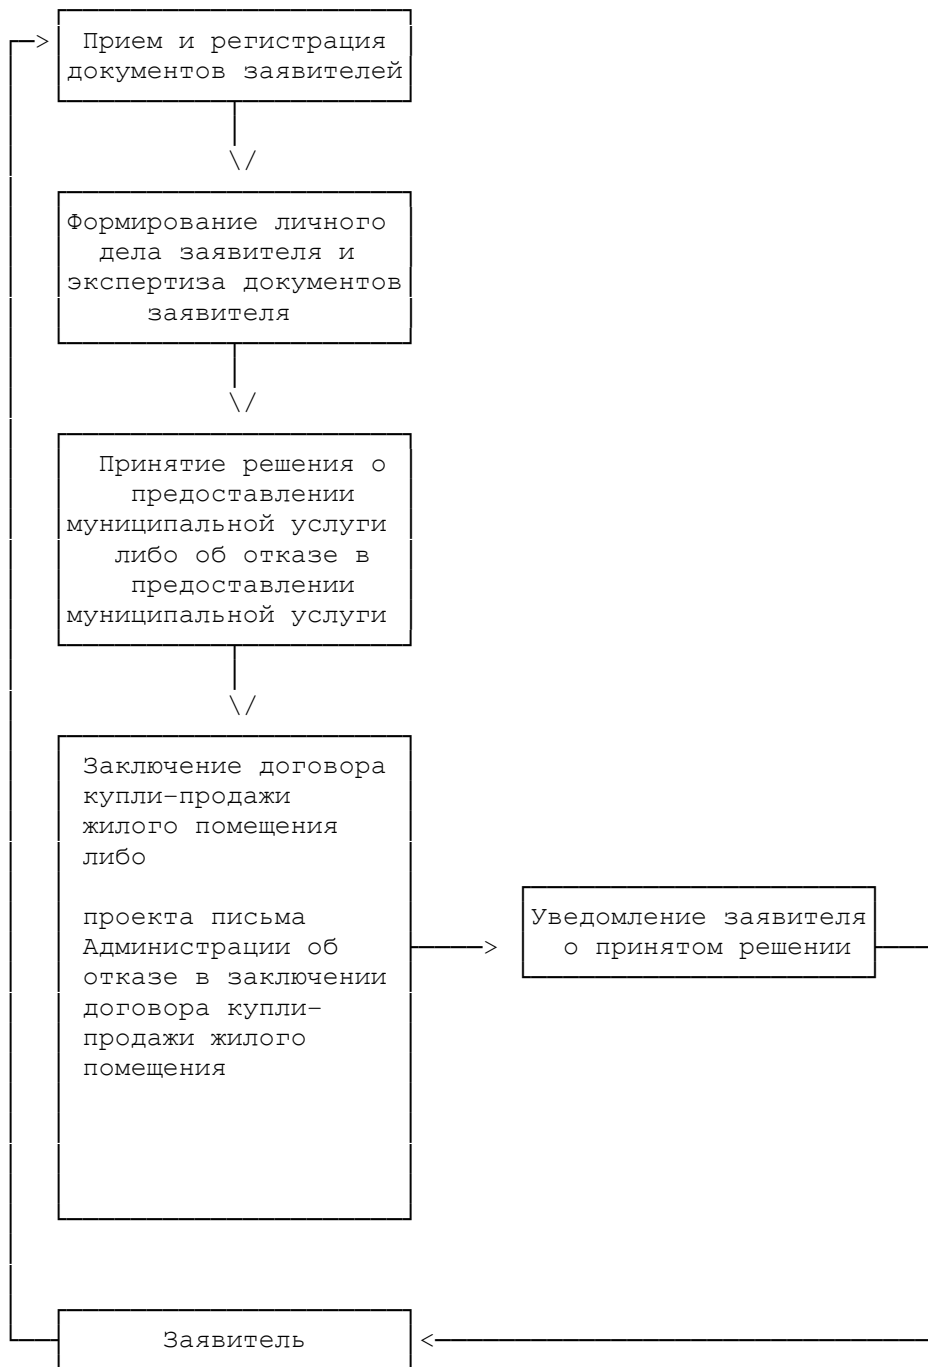 Прием и регистрация
документов заявителей
Формирование личного
дела заявителя и
экспертиза документов
заявителя
Принятие решения о
предоставлении
муниципальной услуги
либо об отказе в
предоставлении
муниципальной услуги
Заключение договора
купли-продажи
жилого помещения
либо
проекта письма
Администрации об
отказе в заключении
договора купли-
продажи жилого
помещения
Уведомление заявителя
о принятом решении
Заявитель